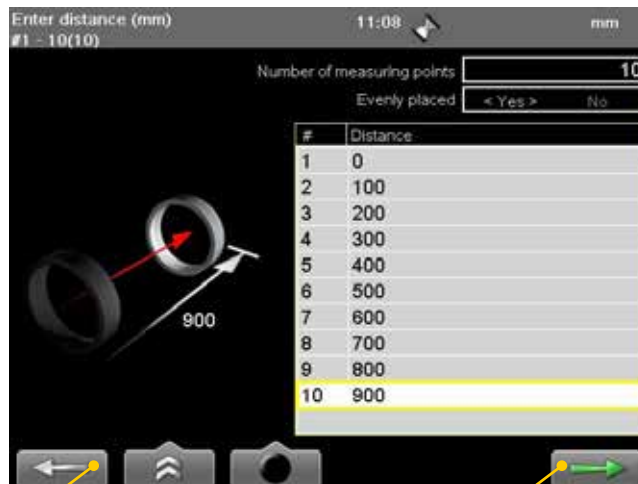 Enter distance (mm) 11:08 mm
#1 - 10(10)
Number of measuring points 10
Evenly placed < Yes > No
# Distance
1 0
2 100
3 200
4 300
5 400
6 500
7 600
8 700
9 800
10 900
900